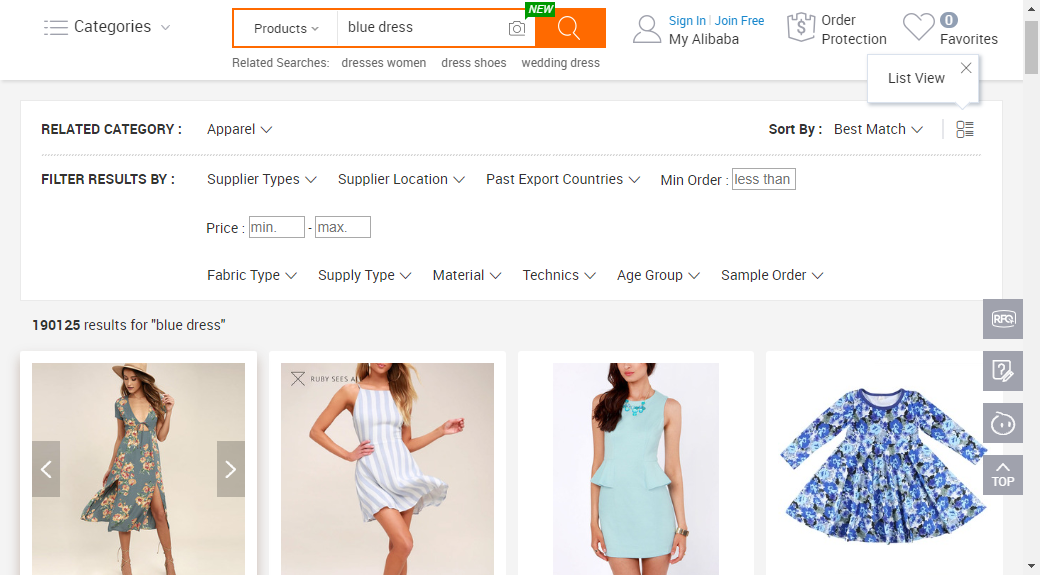 Categories
Products
blue dress
NEW
Sign In | Join Free
My Alibaba
Order
Protection
0
Favorites
Related Searches: dresses women dress shoes wedding dress
List View
RELATED CATEGORY : Apparel
Sort By : Best Match
FILTER RESULTS BY : Supplier Types Supplier Location Past Export Countries Min Order : less than
Price : min. - max.
Fabric Type Supply Type Material Technics Age Group Sample Order
190125 results for "blue dress"
RFQ
RUBY SEES A
TOP